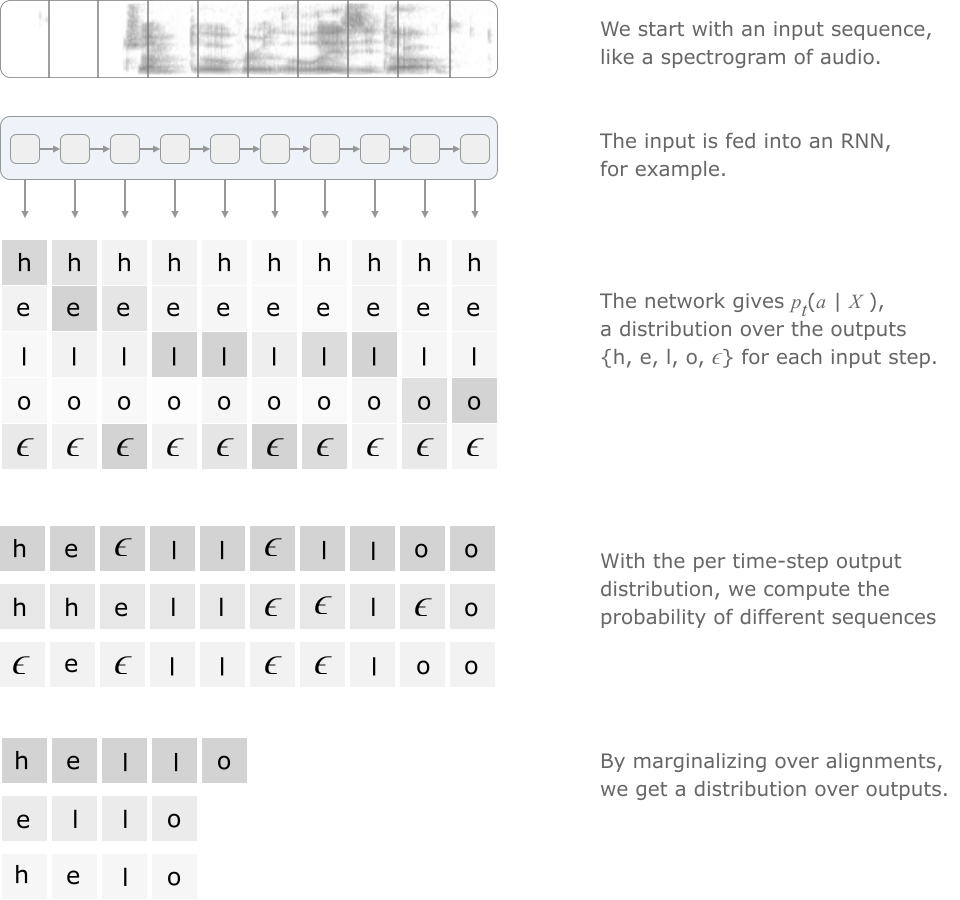 We start with an input sequence,
like a spectrogram of audio.
The input is fed into an RNN,
for example.
h h h h h h h h h h
e e e e e e e e e e
l l l l l l l l l l
o o o o o o o o o o
ϵ ϵ ϵ ϵ ϵ ϵ ϵ ϵ ϵ ϵ
The network gives pₜ(a | X),
a distribution over the outputs
{h, e, l, o, ϵ} for each input step.
h e ϵ l l ϵ l l o o
h h e l l ϵ ϵ l ϵ o
ϵ e ϵ l l ϵ ϵ l o o
With the per time-step output
distribution, we compute the
probability of different sequences
h e l l o
e l l o
h e l o
By marginalizing over alignments,
we get a distribution over outputs.